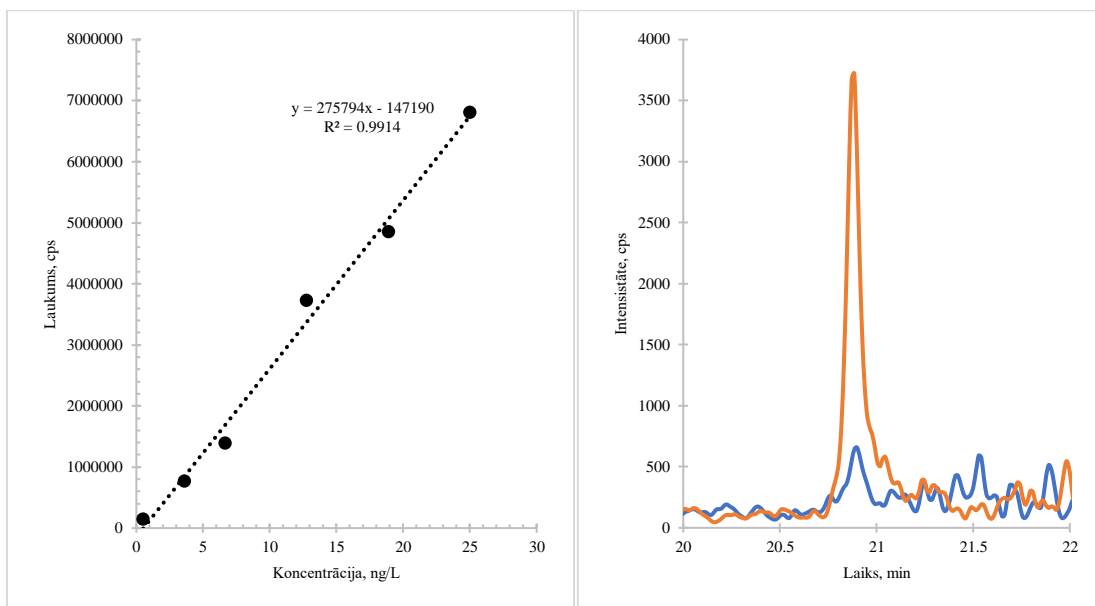 8000000
7000000
6000000
5000000
4000000
3000000
2000000
1000000
0
Laukums, cps
y = 275794x - 147190
R² = 0.9914
0 5 10 15 20 25 30
Koncentrācija, ng/L
4000
3500
3000
2500
2000
1500
1000
500
0
Intensistāte, cps
20 20.5 21 21.5 22
Laiks, min